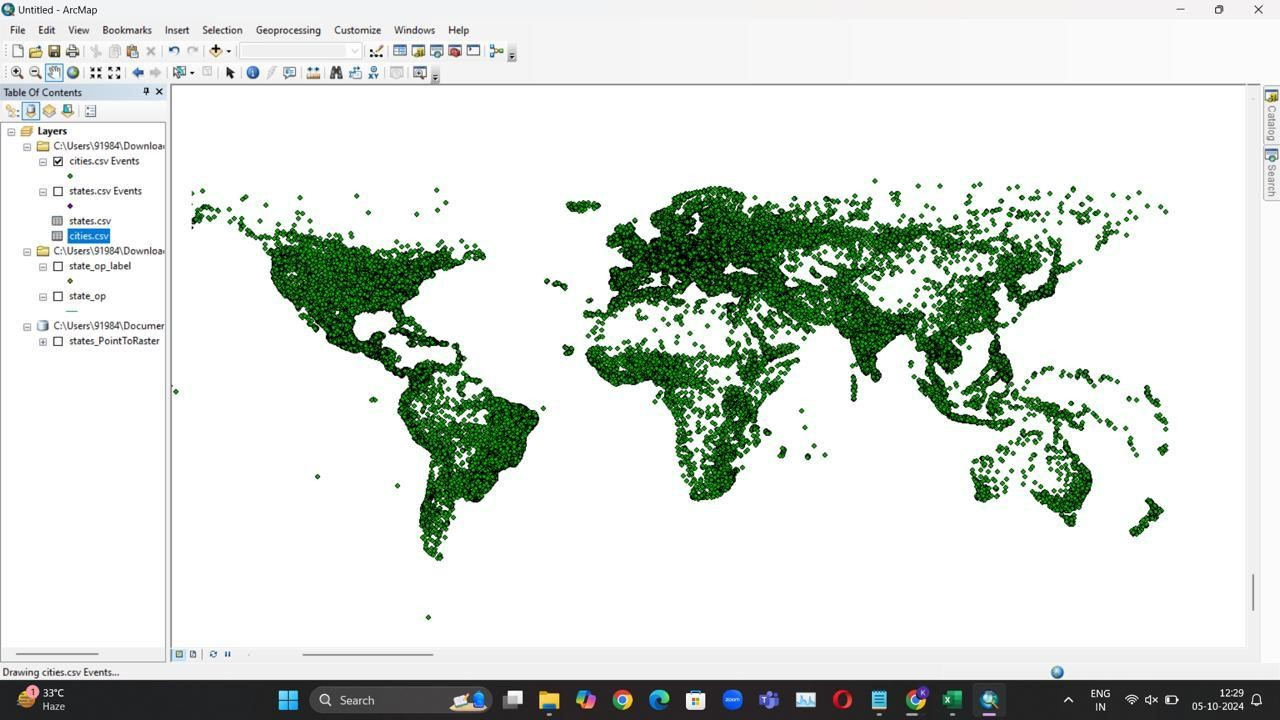 Untitled - ArcMap
File Edit View Bookmarks Insert Selection Geoprocessing Customize Windows Help
Table Of Contents
Layers
C:\Users\91984\Downloa
cities.csv Events
states.csv Events
states.csv
cities.csv
C:\Users\91984\Downloa
state_op_label
state_op
C:\Users\91984\Documer
states_PointToRaster
Catalog
Search
Drawing cities.csv Events...
1
33°C
Haze
Search
zoom
K
ENG
IN
12:29
05-10-2024